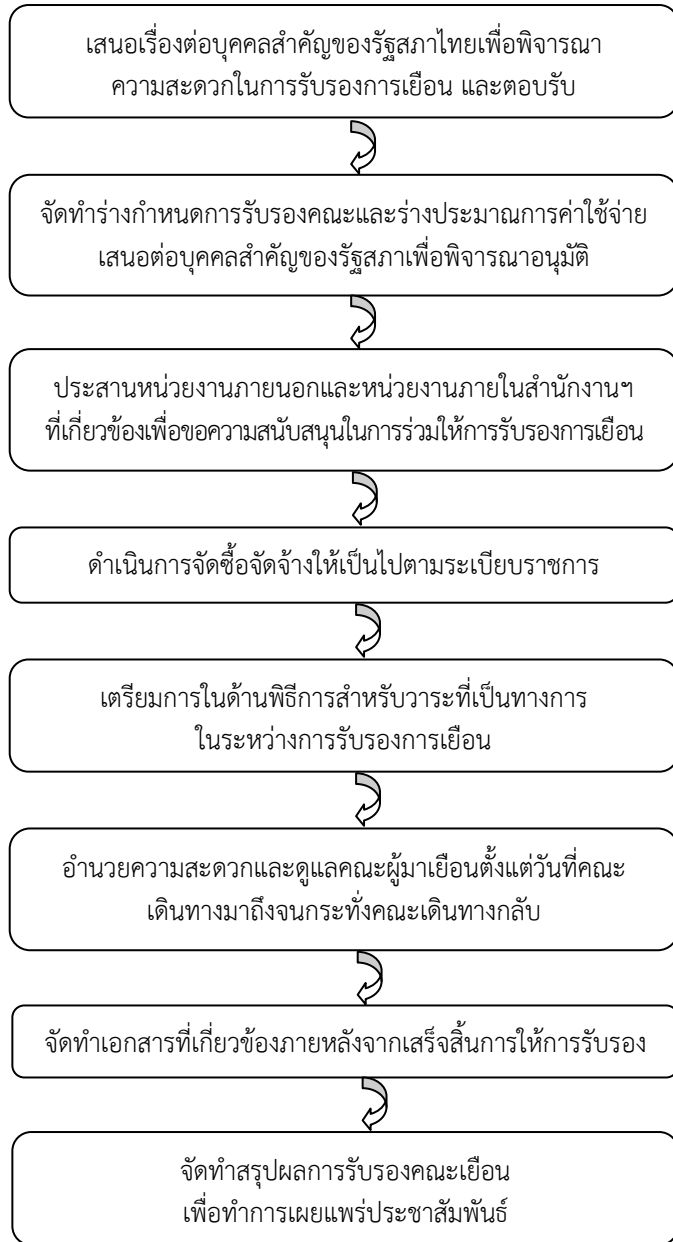 เสนอเรื่องต่อบุคคลสำคัญของรัฐสภาไทยเพื่อพิจารณา
ความสะดวกในการรับรองการเยือน และตอบรับ
จัดทำร่างกำหนดการรับรองคณะและร่างประมาณการค่าใช้จ่าย
เสนอต่อบุคคลสำคัญของรัฐสภาเพื่อพิจารณาอนุมัติ
ประสานหน่วยงานภายนอกและหน่วยงานภายในสำนักงานฯ
ที่เกี่ยวข้องเพื่อขอความสนับสนุนในการร่วมให้การรับรองการเยือน
ดำเนินการจัดซื้อจัดจ้างให้เป็นไปตามระเบียบราชการ
เตรียมการในด้านพิธีการสำหรับวาระที่เป็นทางการ
ในระหว่างการรับรองการเยือน
อำนวยความสะดวกและดูแลคณะผู้มาเยือนตั้งแต่วันที่คณะ
เดินทางมาถึงจนกระทั่งคณะเดินทางกลับ
จัดทำเอกสารที่เกี่ยวข้องภายหลังจากเสร็จสิ้นการให้การรับรอง
จัดทำสรุปผลการรับรองคณะเยือน
เพื่อทำการเผยแพร่ประชาสัมพันธ์